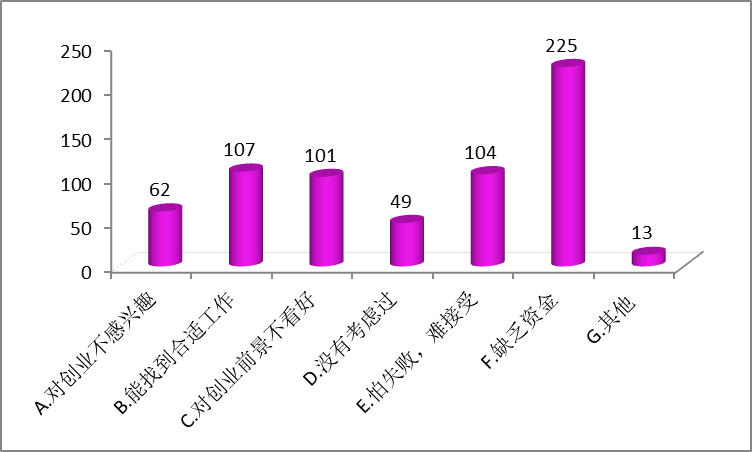 250
200
150
100
50
0
62
107
101
49
104
225
13
A.对创业不感兴趣
B.能找到合适工作
C.对创业前景不看好
D.没有考虑过
E.怕失败，难接受
F.缺乏资金
G.其他